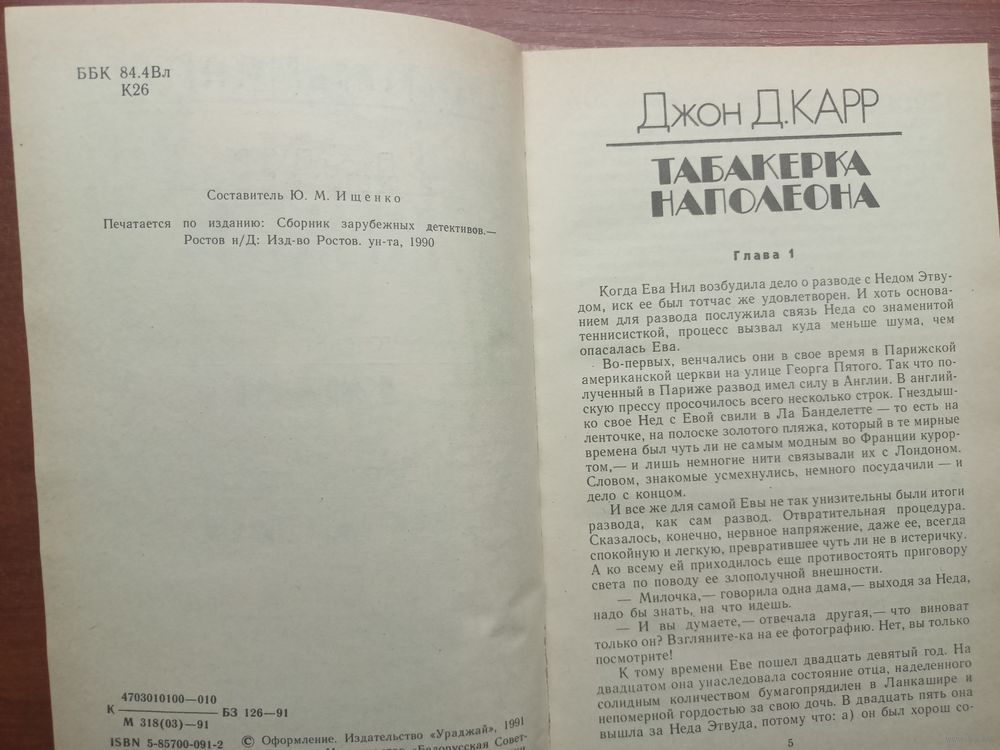 ББК 84.4Вл
К26
Составитель Ю. М. Ищенко
Печатается по изданию: Сборник зарубежных детективов.—
Ростов н/Д: Изд-во Ростов. ун-та, 1990
4703010100—010
К
БЗ 126—91
М 318(03)—91
ISBN 5-85700-091-2
© Оформление. Издательство «Ураджай», 1991
«Белорусская Совет-
Джон Д. КАРР
ТАБАКЕРКА
НАПОЛЕОНА
Глава 1
Когда Ева Нил возбудила дело о разводе с Недом Этву-
дом, иск ее был тотчас же удовлетворен. И хоть основа-
нием для развода послужила связь Неда со знаменитой
теннисисткой, процесс вызвал куда меньше шума, чем
опасалась Ева.
Во-первых, венчались они в свое время в Парижской
американской церкви на улице Георга Пятого. Так что по-
лученный в Париже развод имел силу в Англии. В англий-
скую прессу просочилось всего несколько строк. Гнездыш-
ко свое Нед с Евой свили в Ла Банделетте — то есть на
ленточке, на полоске золотого пляжа, который в те мирные
времена был чуть ли не самым модным во Франции курор-
том,— и лишь немногие нити связывали их с Лондоном.
Словом, знакомые усмехнулись, немного посудачили — и
дело с концом.
И все же для самой Евы не так унизительны были итоги
развода, как сам развод. Отвратительная процедура.
Сказалось, конечно, нервное напряжение, даже ее, всегда
спокойную и легкую, превратившее чуть ли не в истеричку.
А ко всему ей приходилось еще противостоять приговору
света по поводу ее злополучной внешности.
— Милочка,— говорила одна дама,— выходя за Неда,
надо бы знать, на что идешь.
— И вы думаете,— отвечала другая,— что виноват
только он? Взгляните-ка на ее фотографию. Нет, вы только
посмотрите!
К тому времени Еве пошел двадцать девятый год. На
двадцатом она унаследовала состояние отца, наделенного
солидным количеством бумагопрядилен в Ланкашире и
непомерной гордостью за свою дочь. В двадцать пять она
вышла за Неда Этвуда, потому что: а) он был хорош со-
5